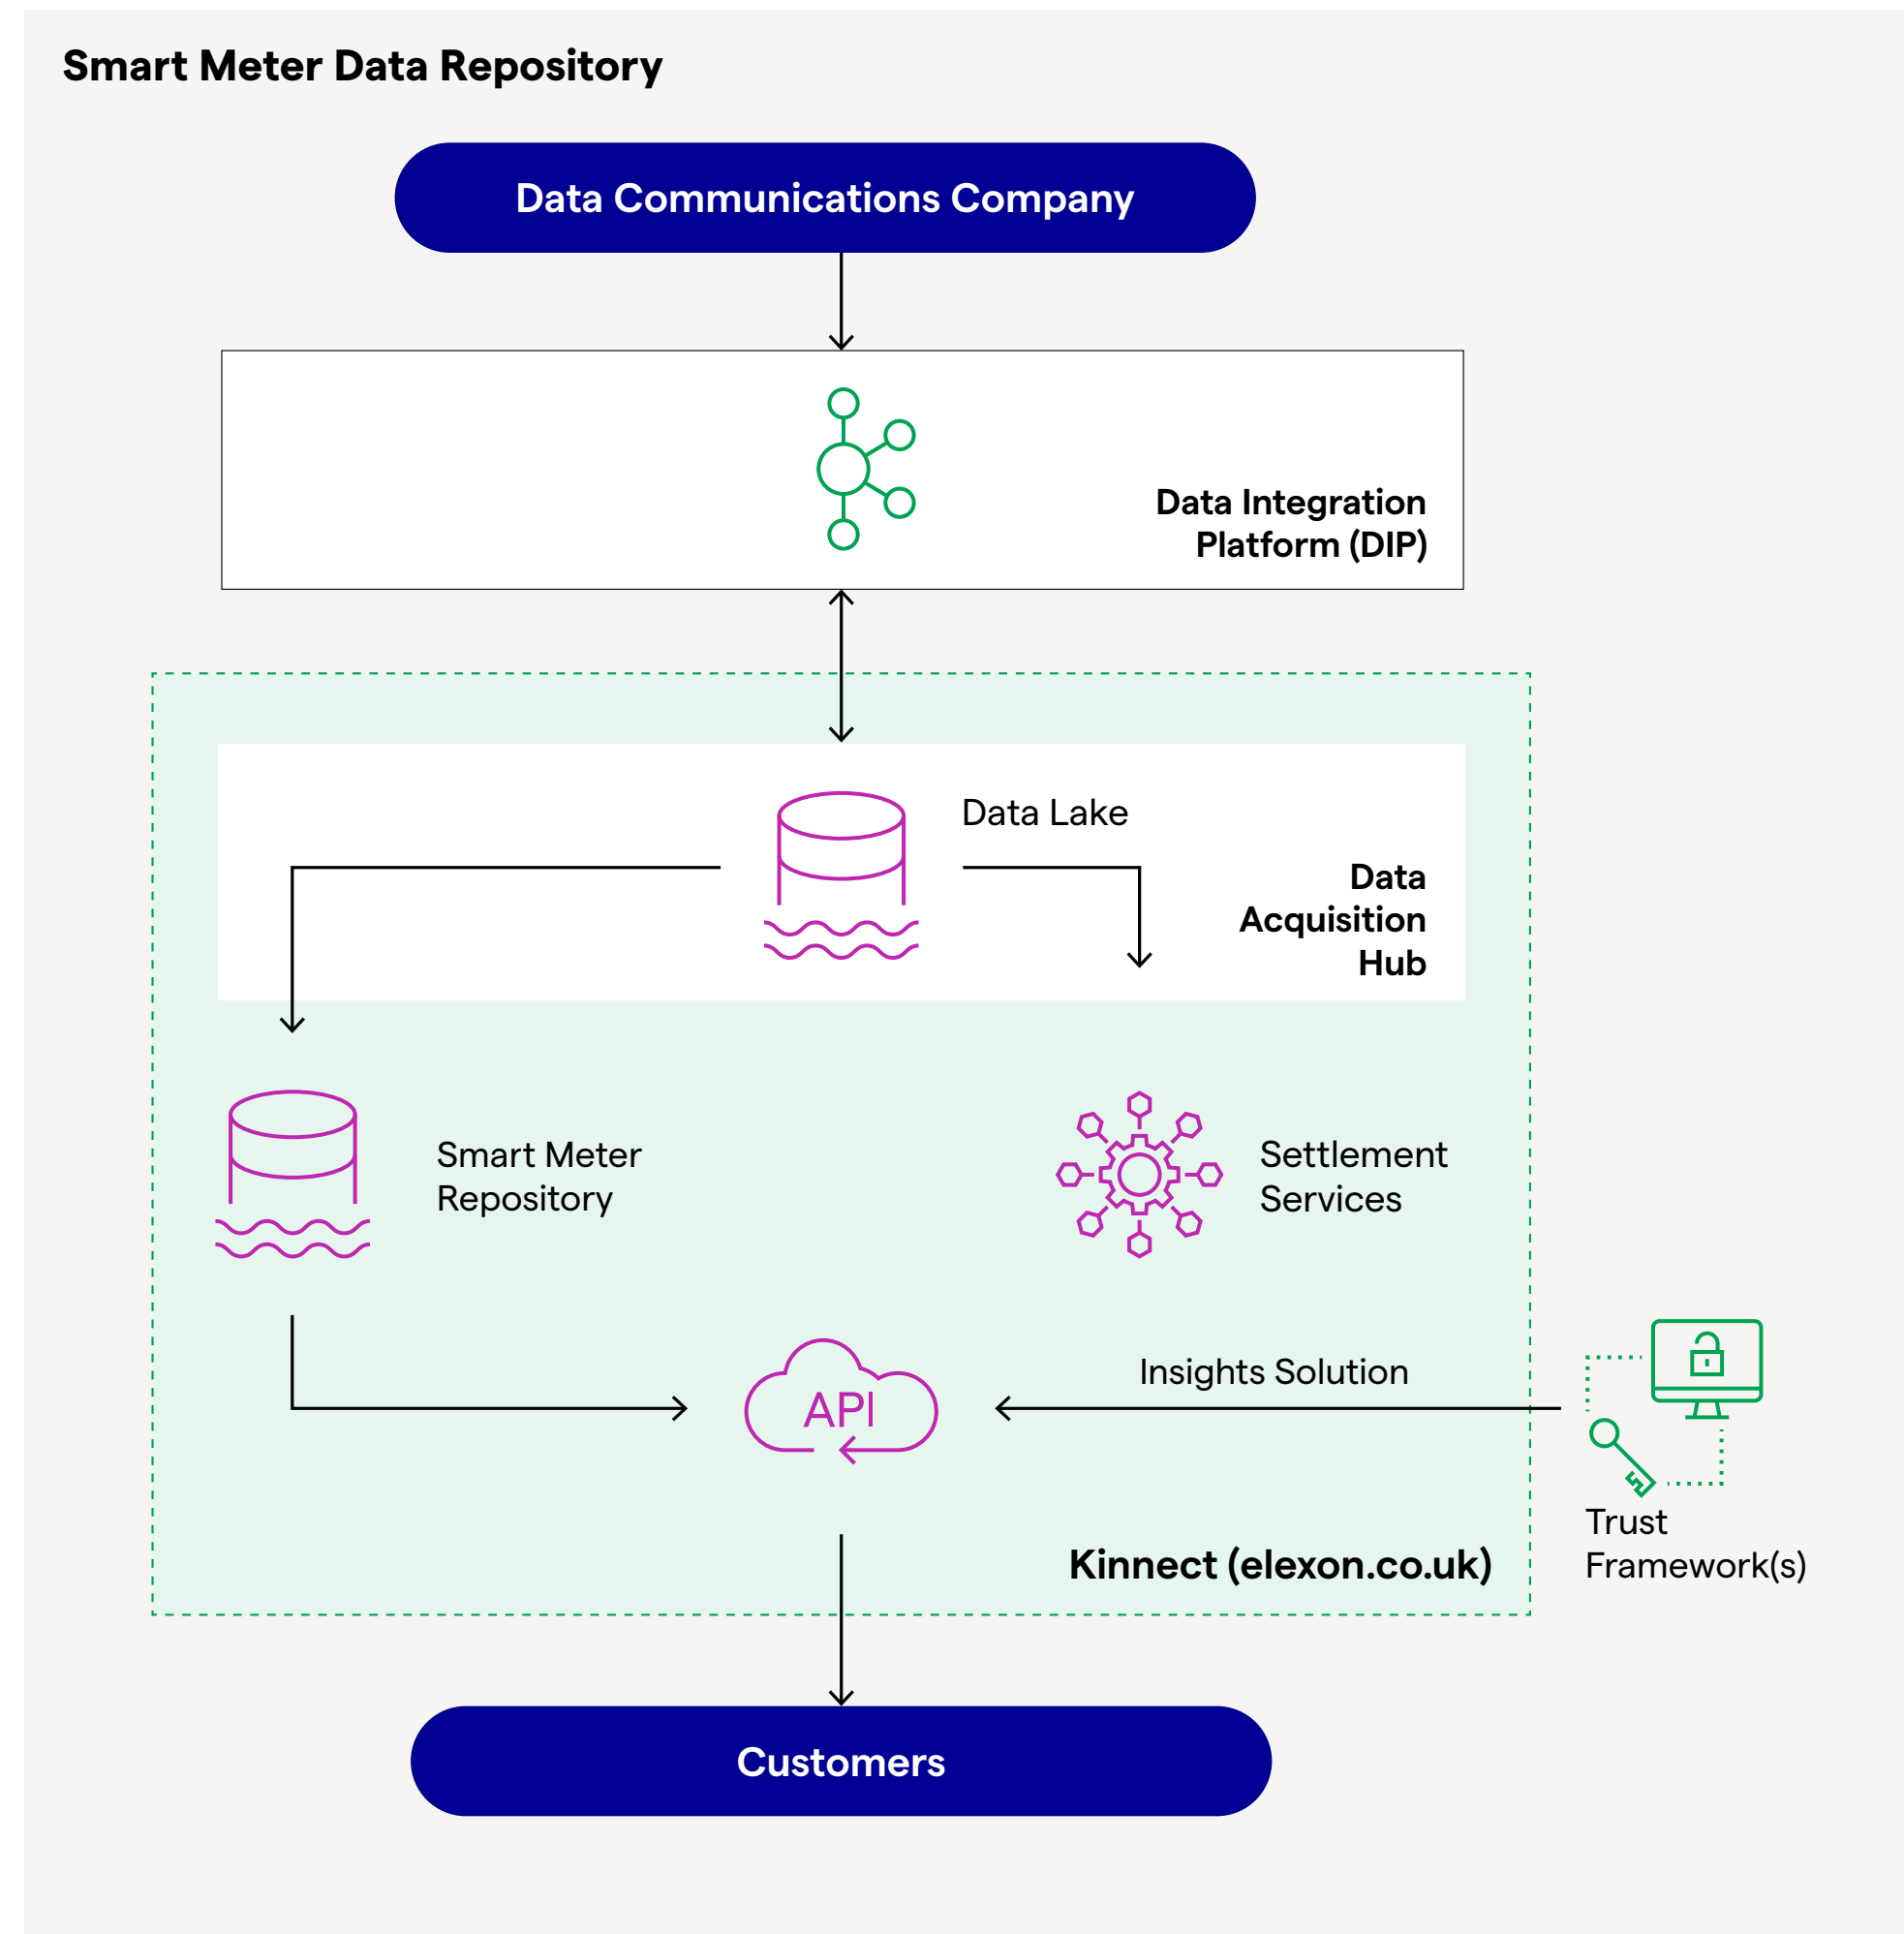 Smart Meter Data Repository
Data Communications Company
Data Integration
Platform (DIP)
Data Lake
Data
Acquisition
Hub
Smart Meter
Repository
Settlement
Services
Insights Solution
API
Trust
Framework(s)
Kinnect (elexon.co.uk)
Customers